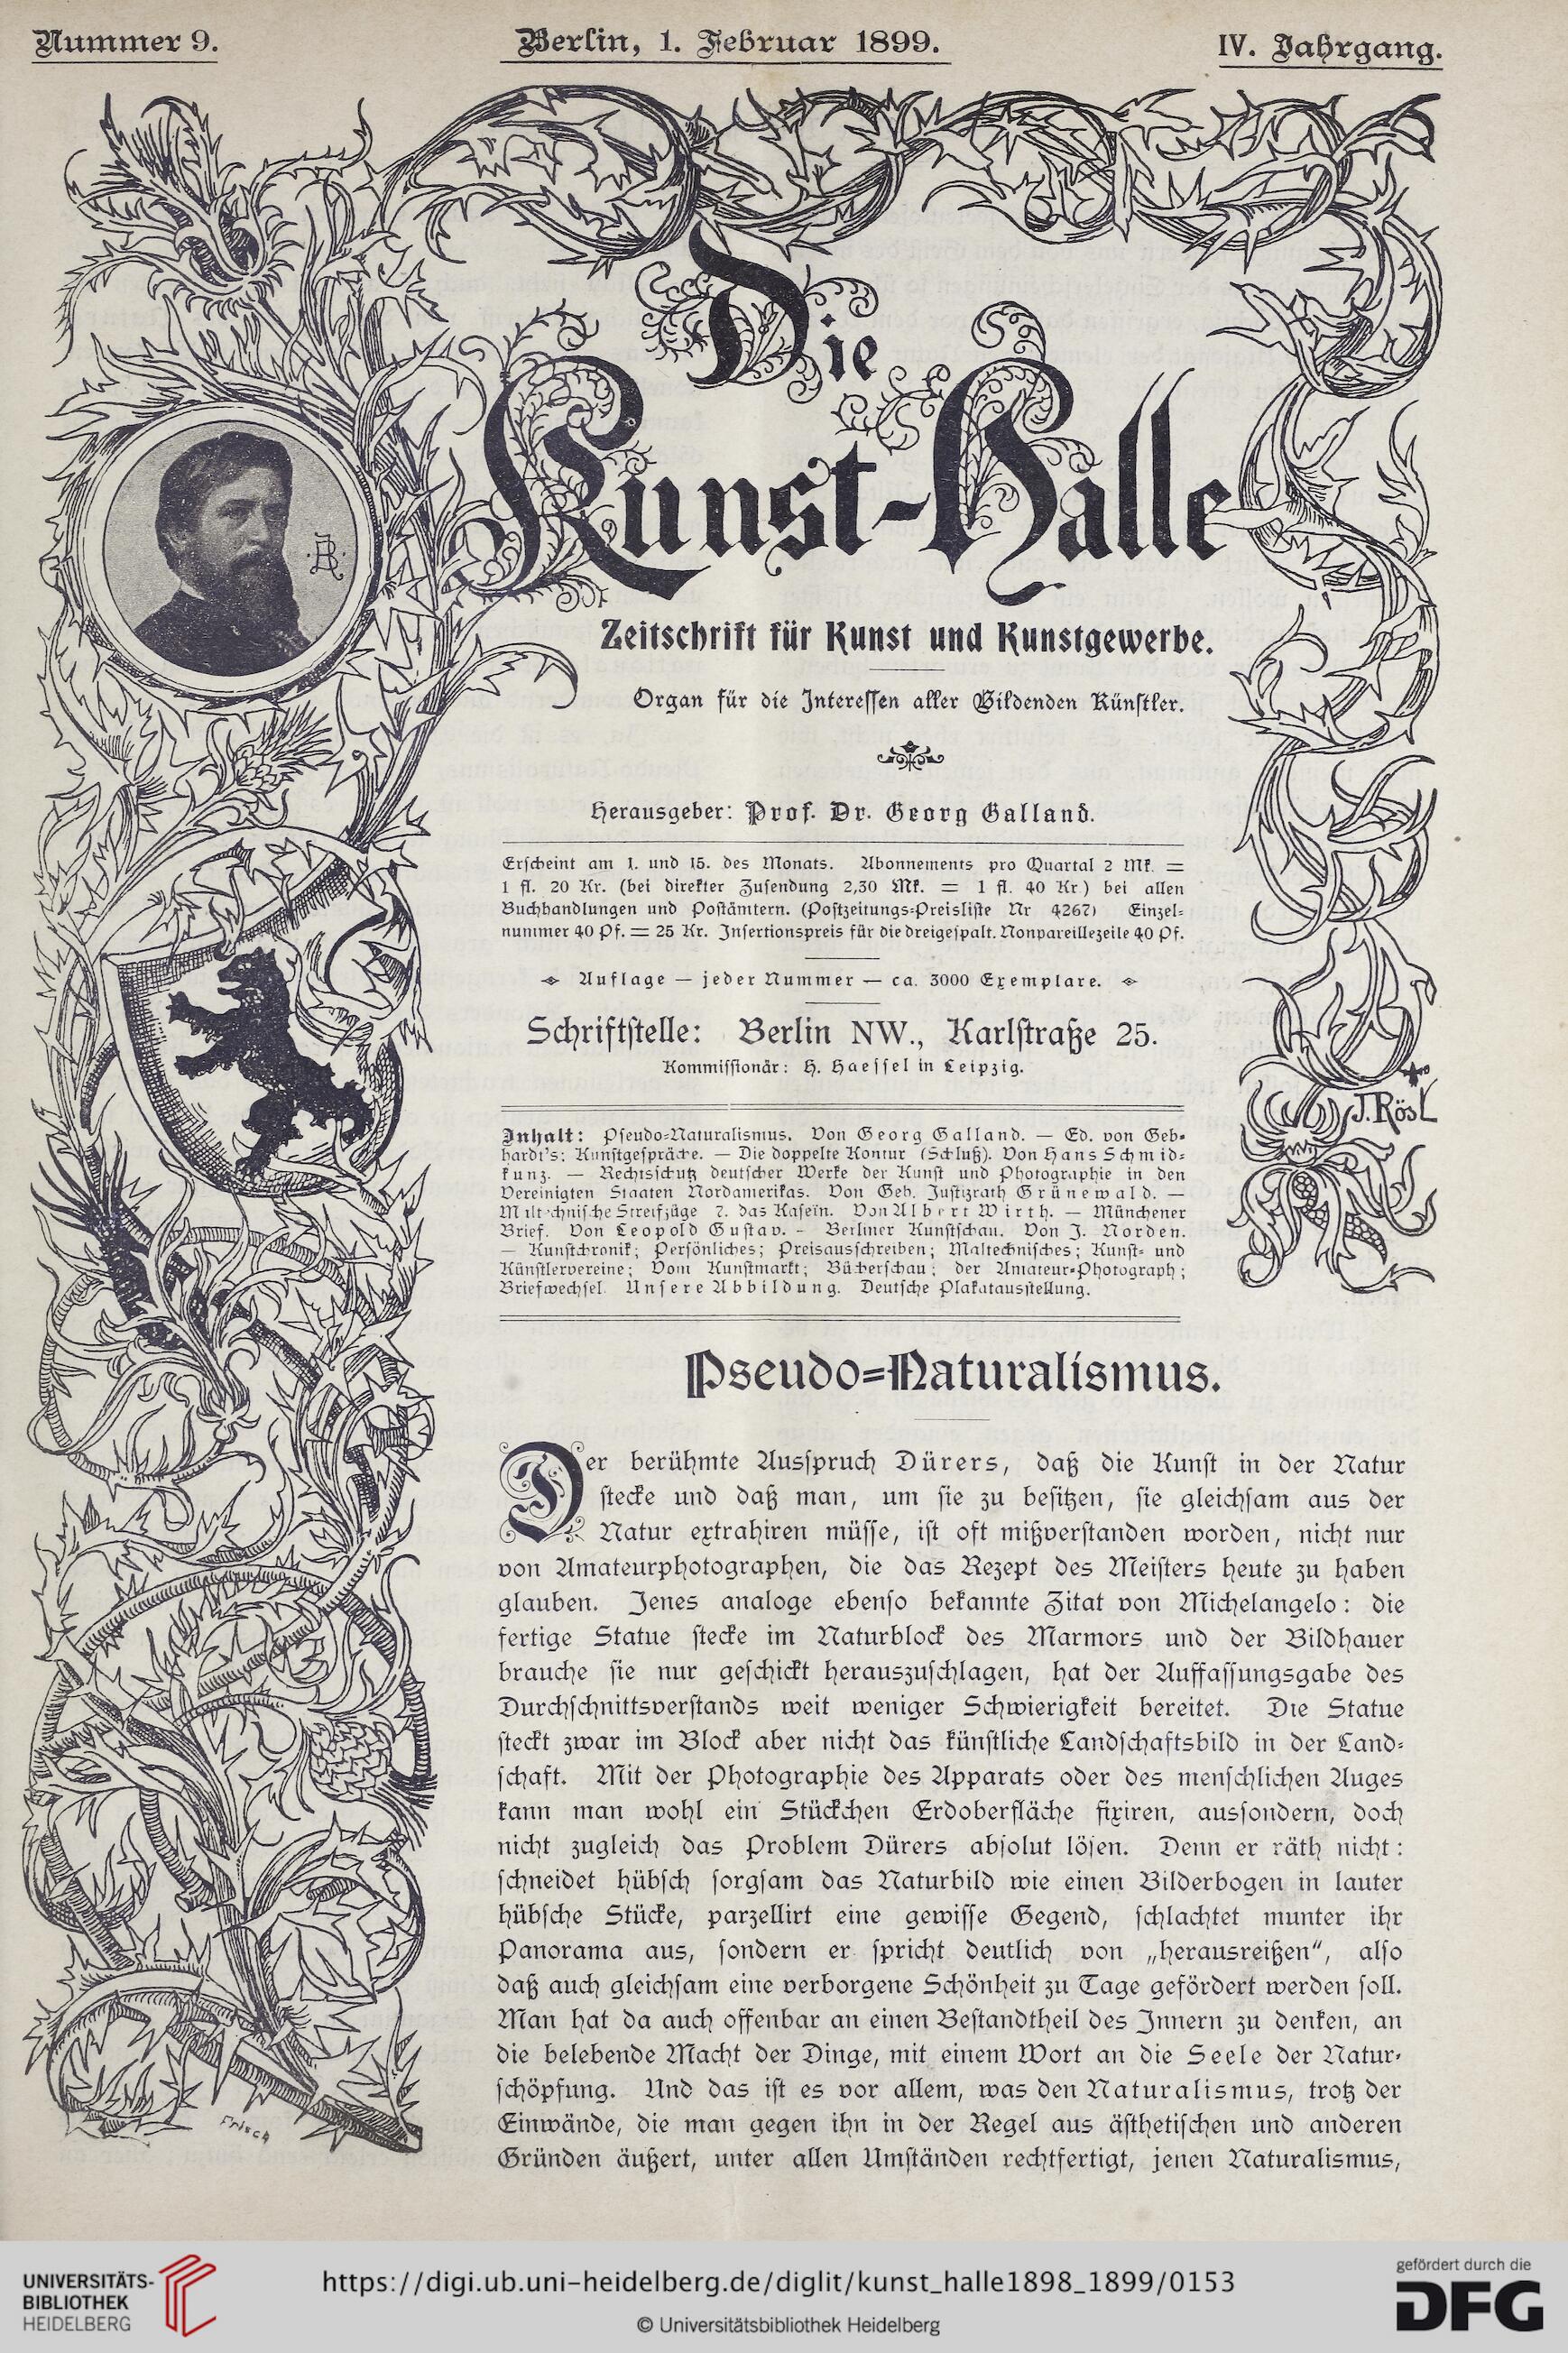 Nummer 9.
Berlin, 1. Februar 1899.
IV. Jahrgang.
Die
Kunst-Halle
Zeitschrift für Kunst und Kunstgewerbe.
Organ für die Interessen aller Bildenden Künstler.
Herausgeber: Prof. Dr. Georg Galland.
Erscheint am 1. und 15. des Monats. Abonnements pro Quartal 2 Mk. =
1 fl. 20 Kr. (bei direkter Zusendung 2,30 Mk. = 1 fl. 40 Kr) bei allen
Buchhandlungen und Postämtern. (Postzeitungs-Preisliste Nr 4267) Einzel-
nummer 40 Pf. = 25 Kr. Insertionspreis für die dreigespalt. Nonpareillezeile 40 Pf.
Auflage — jeder Nummer — ca. 3000 Exemplare.
Schriftstelle: Berlin NW., Karlstraße 25.
Kommissionär: H. Haessel in Leipzig.
J. Rösl
Inhalt: Pseudo-Naturalismus. Von Georg Galland. — Ed. von Geb-
hardt's: Kunstgespräche. — Die doppelte Kontur (Schluß). Von Hans Schmid-
kunz. — Rechtsschutz deutscher Werke der Kunst und Photographie in den
Vereinigten Staaten Nordamerikas. Von Geh. Justizrath Grünewald. —
Maltechnische Streifzüge 7. das Kaseïn. Von Albert Wirth. — Münchener
Brief. Von Leopold Gustav. - Berliner Kunstschau. Von J. Norden.
— Kunstchronik; Persönliches; Preisausschreiben; Maltechnisches; Kunst- und
Künstlervereine; Vom Kunstmarkt; Bücherschau; der Amateur-Photograph;
Briefwechsel. Unsere Abbildung. Deutsche Plakatausstellung.
Pseudo-Naturalismus.
Der berühmte Ausspruch Dürers, daß die Kunst in der Natur
stecke und daß man, um sie zu besitzen, sie gleichsam aus der
Natur extrahiren müsse, ist oft mißverstanden worden, nicht nur
von Amateurphotographen, die das Rezept des Meisters heute zu haben
glauben. Jenes analoge ebenso bekannte Zitat von Michelangelo: die
fertige Statue stecke im Naturblock des Marmors und der Bildhauer
brauche sie nur geschickt herauszuschlagen, hat der Auffassungsgabe des
Durchschnittsverstands weit weniger Schwierigkeit bereitet. Die Statue
steckt zwar im Block aber nicht das künstliche Landschaftsbild in der Land-
schaft. Mit der Photographie des Apparats oder des menschlichen Auges
kann man wohl ein Stückchen Erdoberfläche fixiren, aussondern, doch
nicht zugleich das Problem Dürers absolut lösen. Denn er räth nicht:
schneidet hübsch sorgsam das Naturbild wie einen Bilderbogen in lauter
hübsche Stücke, parzellirt eine gewisse Gegend, schlachtet munter ihr
Panorama aus, sondern er spricht deutlich von „herausreißen“, also
daß auch gleichsam eine verborgene Schönheit zu Tage gefördert werden soll.
Man hat da auch offenbar an einen Bestandtheil des Innern zu denken, an
die belebende Macht der Dinge, mit einem Wort an die Seele der Natur-
schöpfung. Und das ist es vor allem, was den Naturalismus, trotz der
Einwände, die man gegen ihn in der Regel aus ästhetischen und anderen
Gründen äußert, unter allen Umständen rechtfertigt, jenen Naturalismus,
Frisch
UNIVERSITÄTS-
BIBLIOTHEK
HEIDELBERG
https://digi.ub.uni-heidelberg.de/diglit/kunst_halle1898_1899/0153
© Universitätsbibliothek Heidelberg
gefördert durch die
DFG